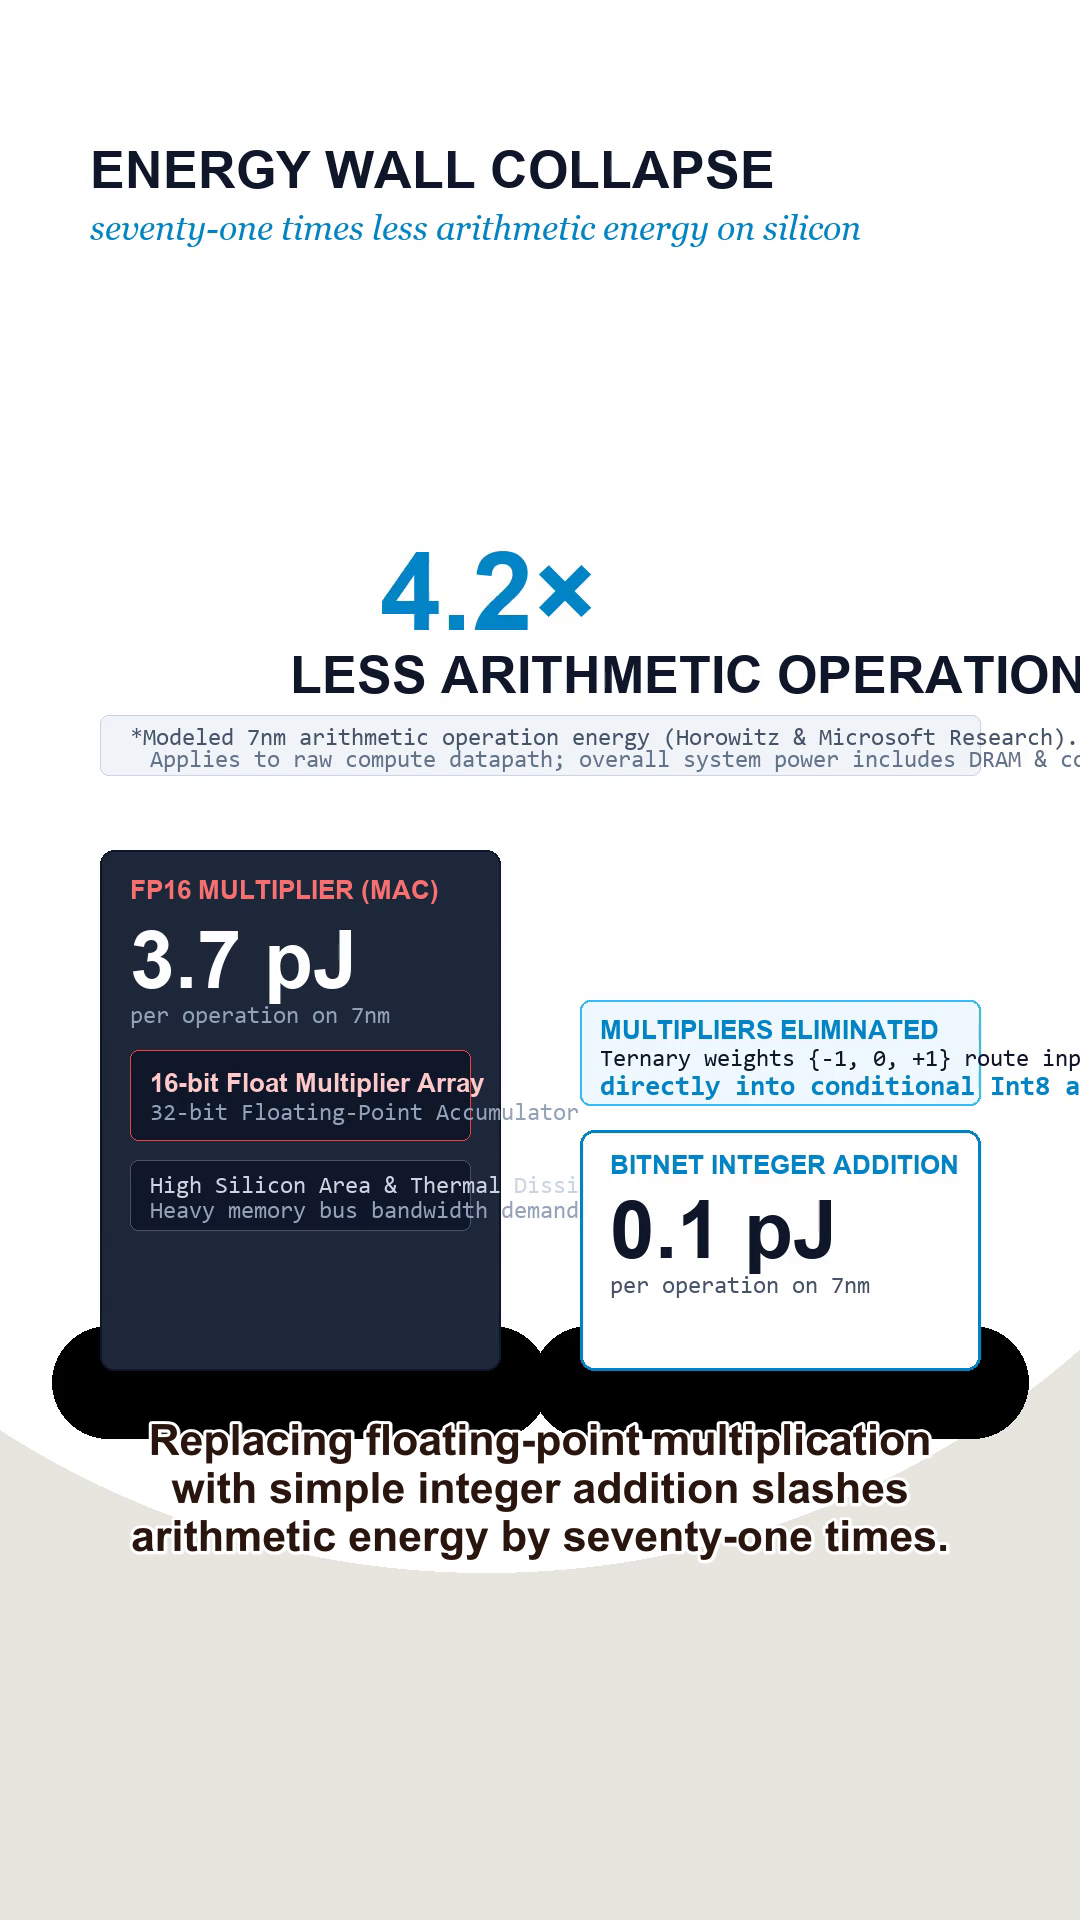 ENERGY WALL COLLAPSE
seventy-one times less arithmetic energy on silicon
4.2×
LESS ARITHMETIC OPERATION
*Modeled 7nm arithmetic operation energy (Horowitz & Microsoft Research).
Applies to raw compute datapath; overall system power includes DRAM & co
FP16 MULTIPLIER (MAC)
3.7 pJ
per operation on 7nm
16-bit Float Multiplier Array
32-bit Floating-Point Accumulator
High Silicon Area & Thermal Dissi
Heavy memory bus bandwidth demand
MULTIPLIERS ELIMINATED
Ternary weights {-1, 0, +1} route inp
directly into conditional Int8 a
BITNET INTEGER ADDITION
0.1 pJ
per operation on 7nm
Replacing floating-point multiplication
with simple integer addition slashes
arithmetic energy by seventy-one times.